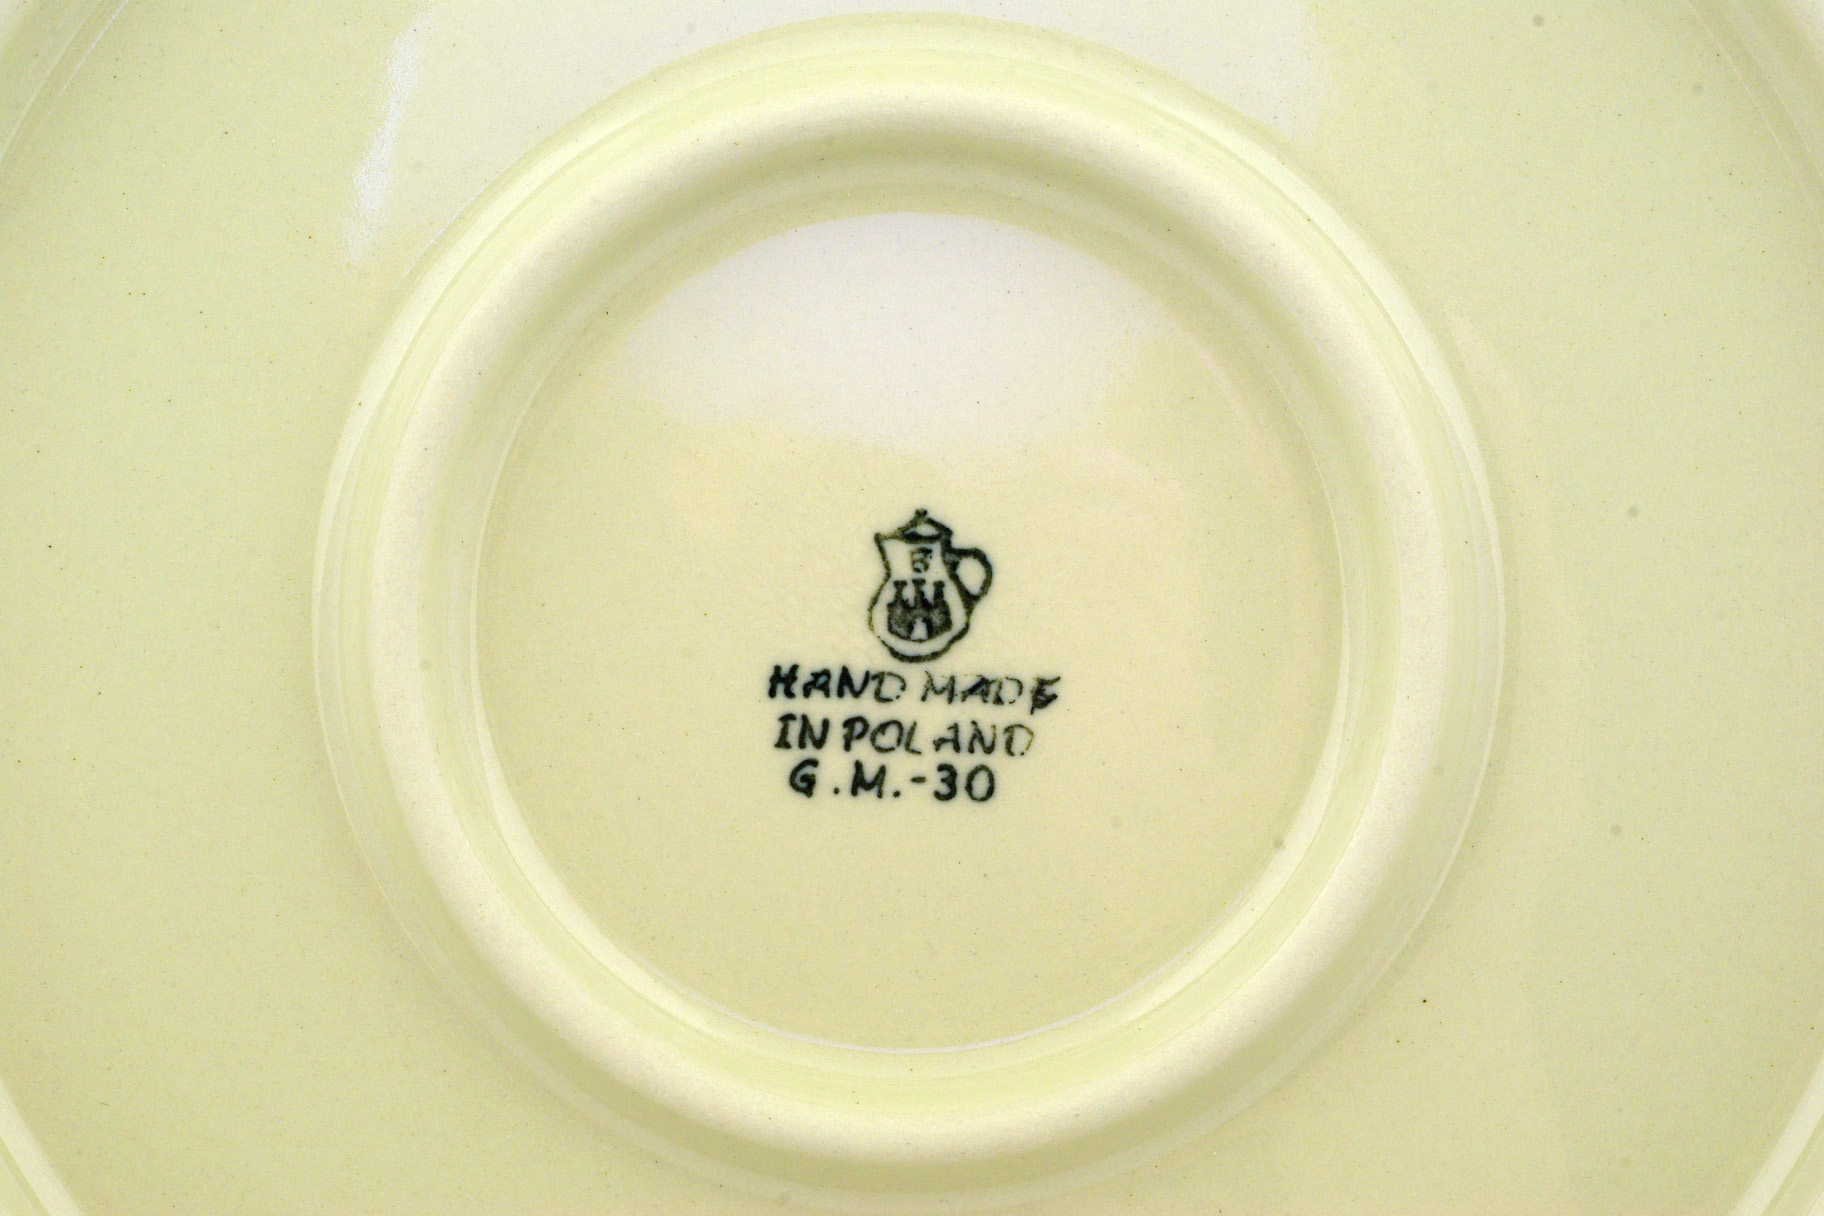 B
HAND MADE
IN POLAND
G.M.-30